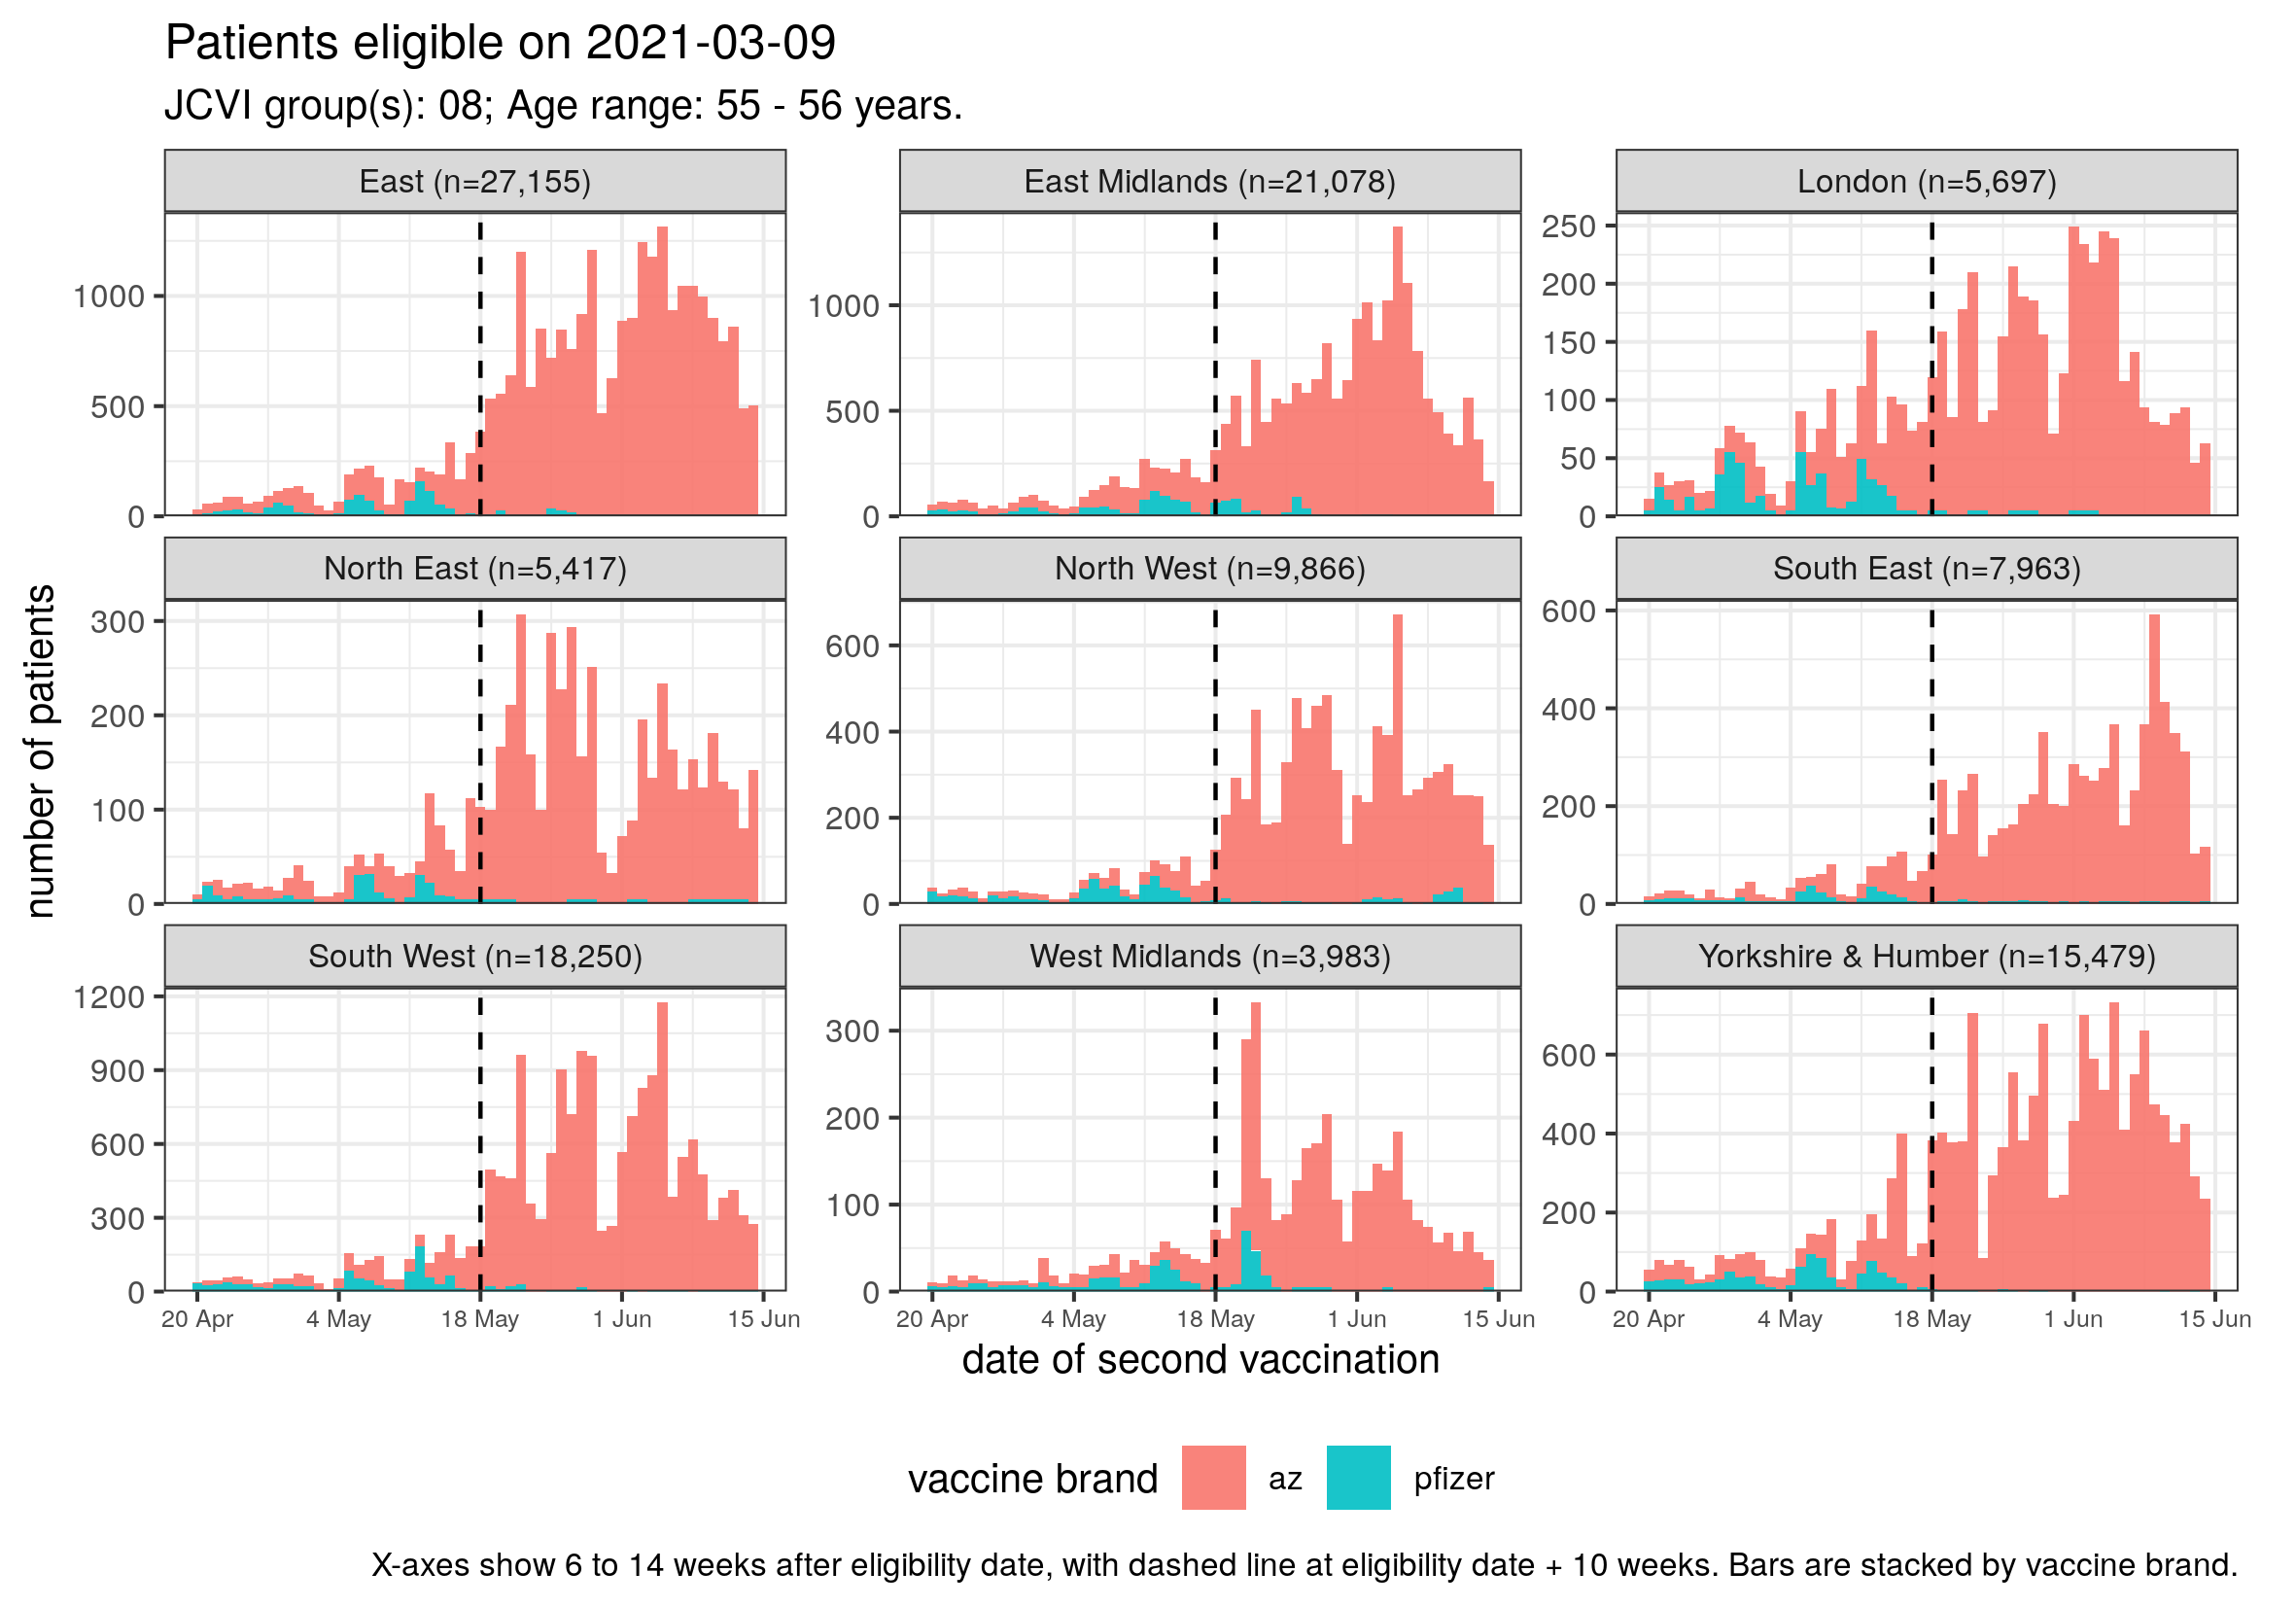 Patients eligible on 2021-03-09
JCVI group(s): 08; Age range: 55 - 56 years.
East (n=27,155)
East Midlands (n=21,078)
London (n=5,697)
1000
500
0
1000
500
0
250
200
150
100
50
0
North East (n=5,417)
North West (n=9,866)
South East (n=7,963)
300
200
100
0
600
400
200
0
600
400
200
0
South West (n=18,250)
West Midlands (n=3,983)
Yorkshire & Humber (n=15,479)
1200
900
600
300
0
300
200
100
0
600
400
200
0
20 Apr 4 May 18 May 1 Jun 15 Jun
20 Apr 4 May 18 May 1 Jun 15 Jun
20 Apr 4 May 18 May 1 Jun 15 Jun
number of patients
date of second vaccination
vaccine brand az pfizer
X-axes show 6 to 14 weeks after eligibility date, with dashed line at eligibility date + 10 weeks. Bars are stacked by vaccine brand.